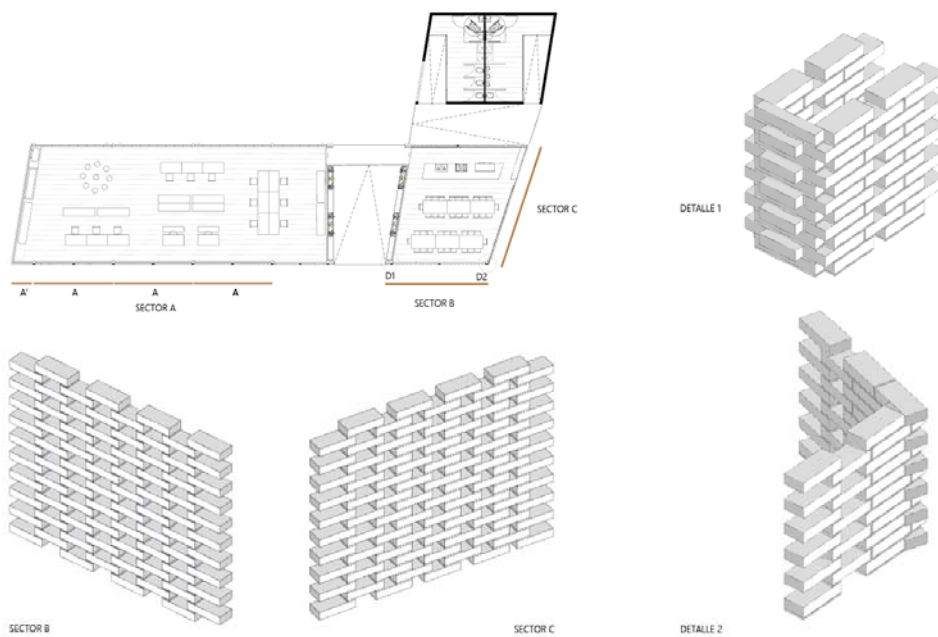 SECTOR C
DETALLE 1
D1
D2
A'
A
A
A
SECTOR A
SECTOR B
SECTOR B
SECTOR C
DETALLE 2